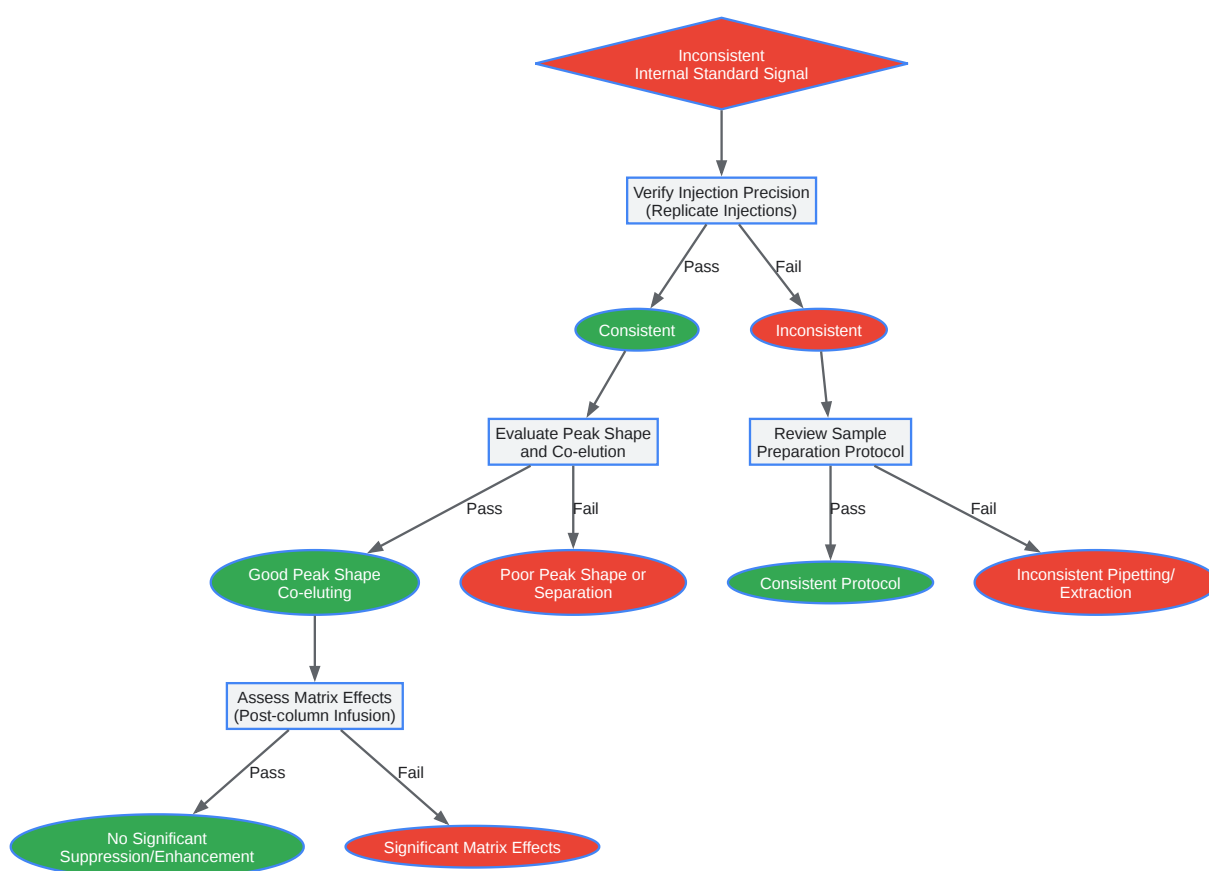 Inconsistent
Internal Standard Signal
Verify Injection Precision
(Replicate Injections)
Pass
Fail
Consistent
Inconsistent
Evaluate Peak Shape
and Co-elution
Review Sample
Preparation Protocol
Pass
Fail
Pass
Fail
Good Peak Shape
Co-eluting
Poor Peak Shape or
Separation
Consistent Protocol
Inconsistent Pipetting/
Extraction
Assess Matrix Effects
(Post-column Infusion)
Pass
Fail
No Significant
Suppression/Enhancement
Significant Matrix Effects